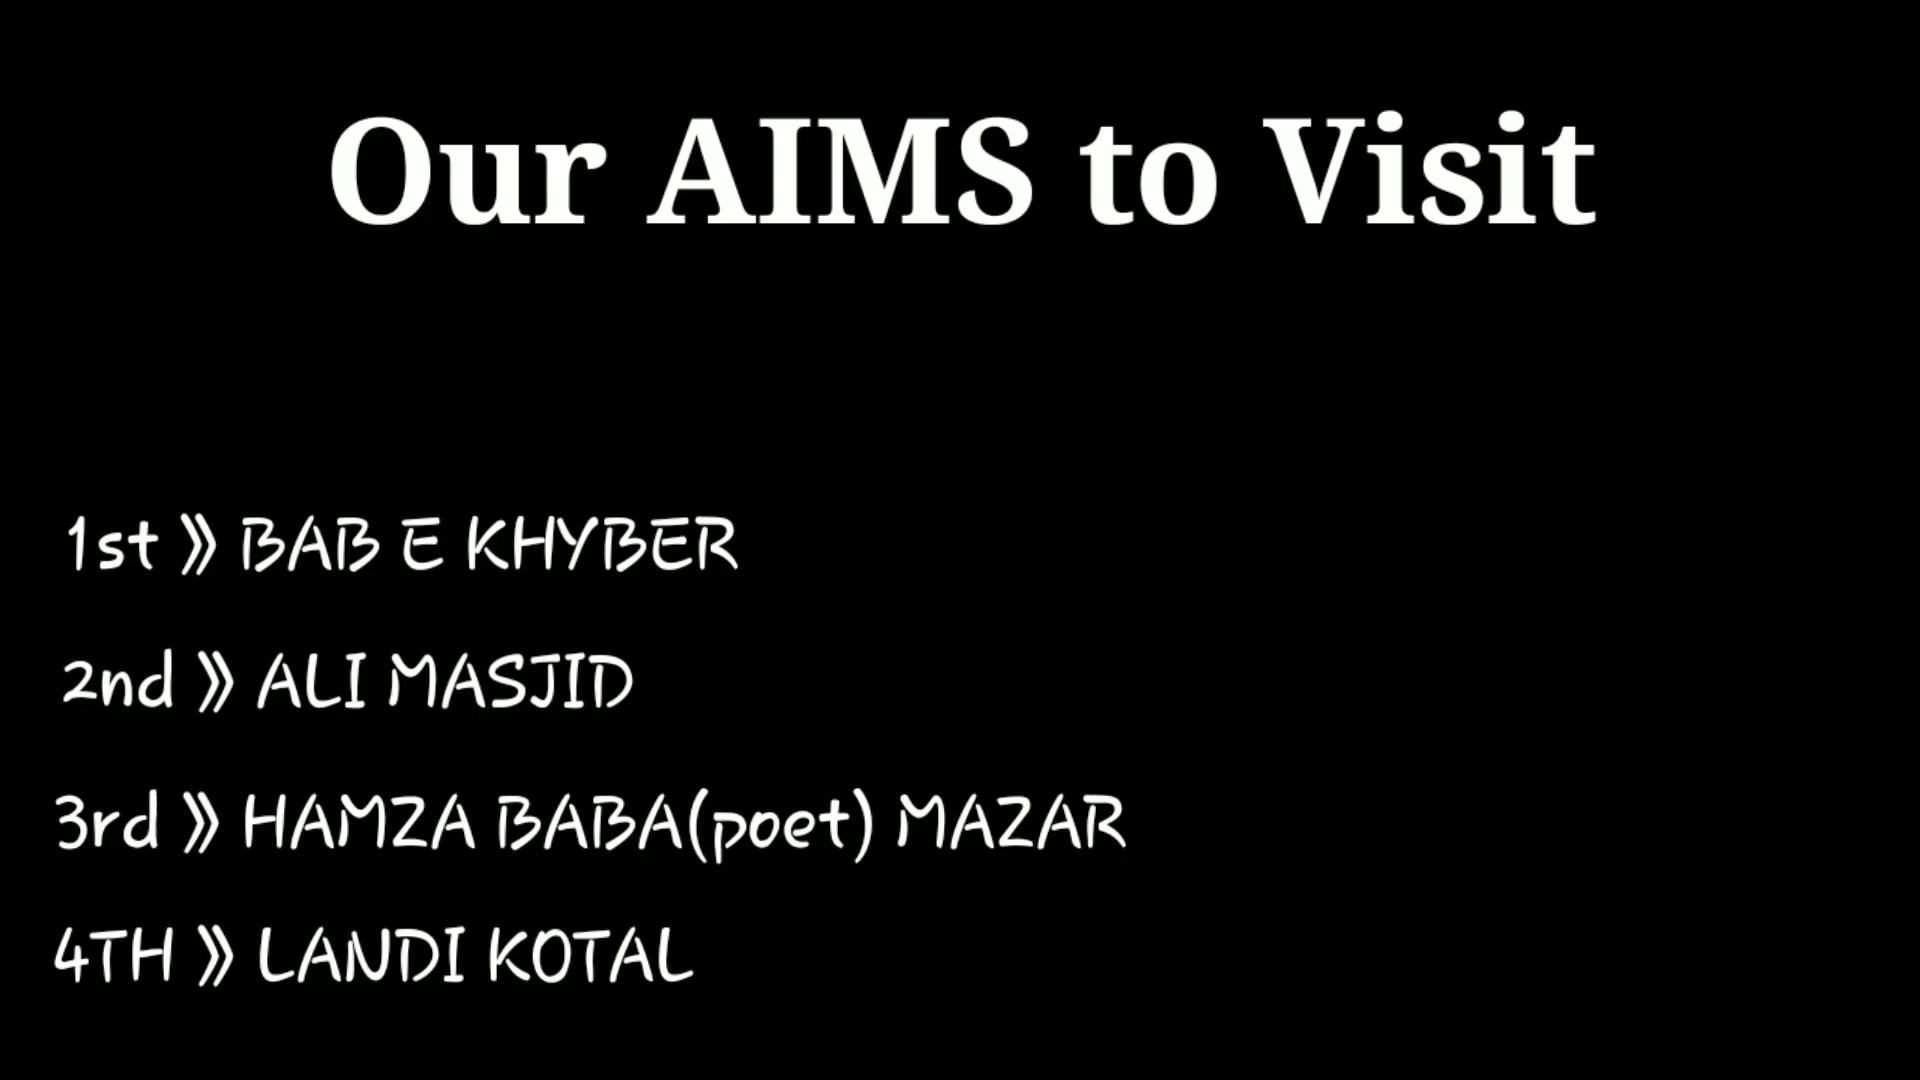 Our AIMS to Visit
1st 》 BAB E KHYBER
2nd 》 ALI MASJID
3rd 》 HAMZA BABA(poet) MAZAR
4TH 》 LANDI KOTAL